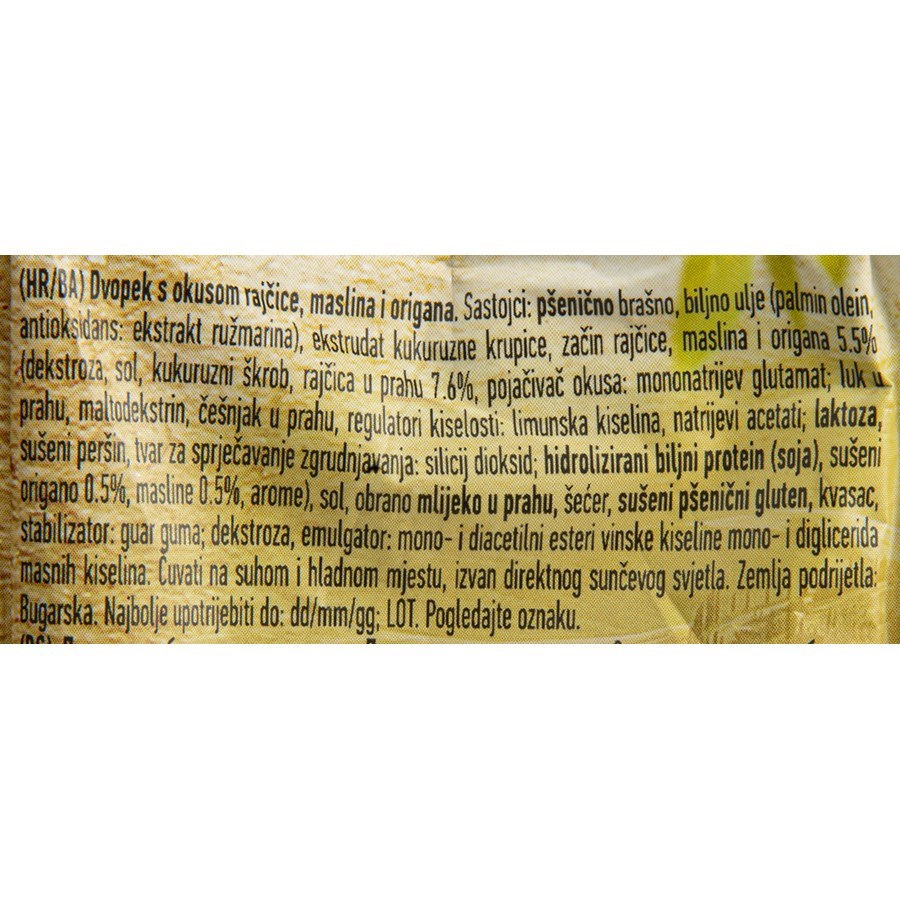 (HR/BA) Dvopek s okusom rajčice, maslina i origana. Sastojci: pšenično brašno, biljno ulje (palmin olein,
antioksidans: ekstrakt ružmarina), ekstrudat kukuruzne krupice, začin rajčice, maslina i origana 5.5%
(dekstroza, sol, kukuruzni škrob, rajčica u prahu 7.6%, pojačivač okusa: mononatrijev glutamat; luk u
prahu, maltodekstrin, češnjak u prahu, regulatori kiselosti: limunska kiselina, natrijevi acetati; laktoza,
sušeni peršin, tvar za sprječavanje zgrudnjavanja: silicij dioksid; hidrolizirani biljni protein (soja), sušeni
origano 0.5%, masline 0.5%, arome), sol, obrano mlijeko u prahu, šećer, sušeni pšenični gluten, kvasac,
stabilizator: guar guma; dekstroza, emulgator: mono- i diacetilni esteri vinske kiseline mono- i diglicerida
masnih kiselina. Čuvati na suhom i hladnom mjestu, izvan direktnog sunčevog svjetla. Zemlja podrijetla:
Bugarska. Najbolje upotrijebiti do: dd/mm/gg; LOT. Pogledajte oznaku.